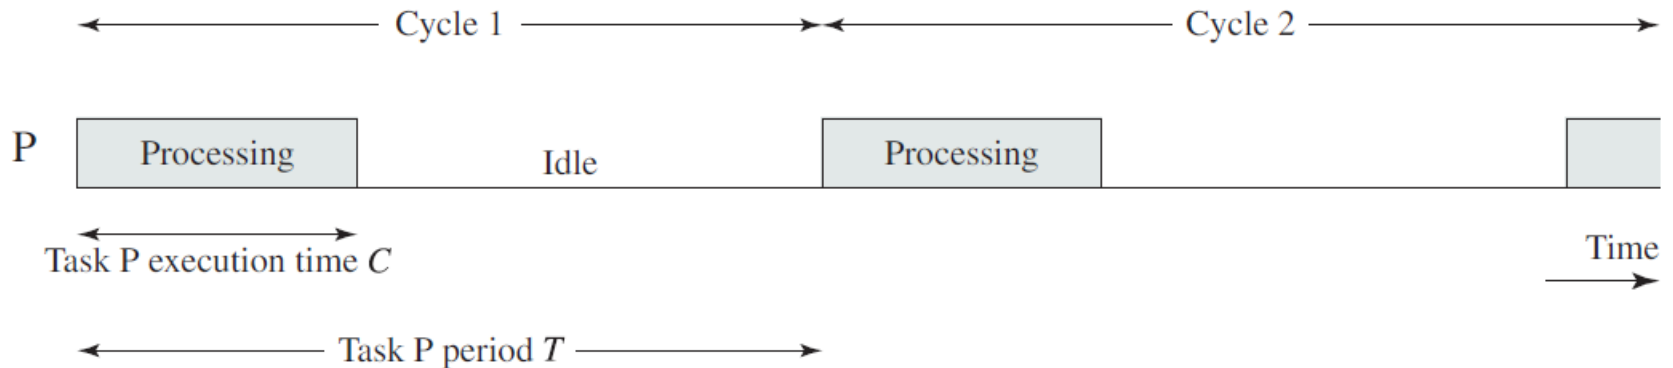 Cycle 1 Cycle 2
P Processing Idle Processing
Task P execution time C Time
Task P period T